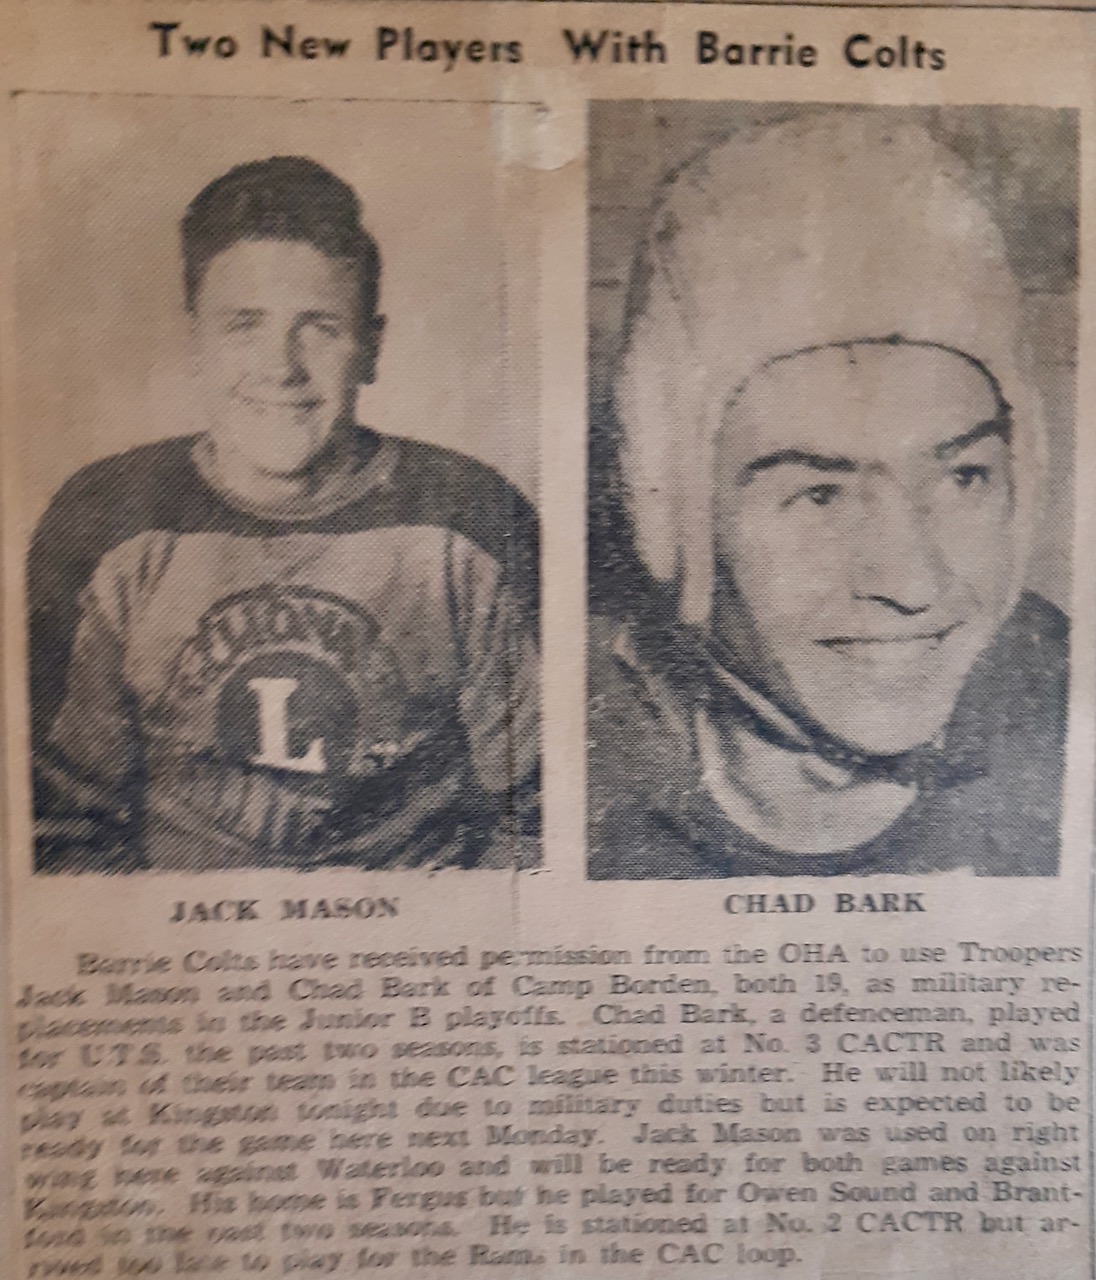 Two New Players With Barrie Colts
LIONS
L
JACK MASON
CHAD BARK
Barrie Colts have received permission from the OHA to use Troopers
Jack Mason and Chad Bark of Camp Borden, both 19, as military re-
placements in the Junior B playoffs. Chad Bark, a defenceman, played
for U.T.S. the past two seasons, is stationed at No. 3 CACTR and was
captain of their team in the CAC league this winter. He will not likely
play at Kingston tonight due to military duties but is expected to be
ready for the game here next Monday. Jack Mason was used on right
wing here against Waterloo and will be ready for both games against
Kingston. His home is Fergus but he played for Owen Sound and Brant-
ford in the past two seasons. He is stationed at No. 2 CACTR but ar-
rived too late to play for the Rams in the CAC loop.